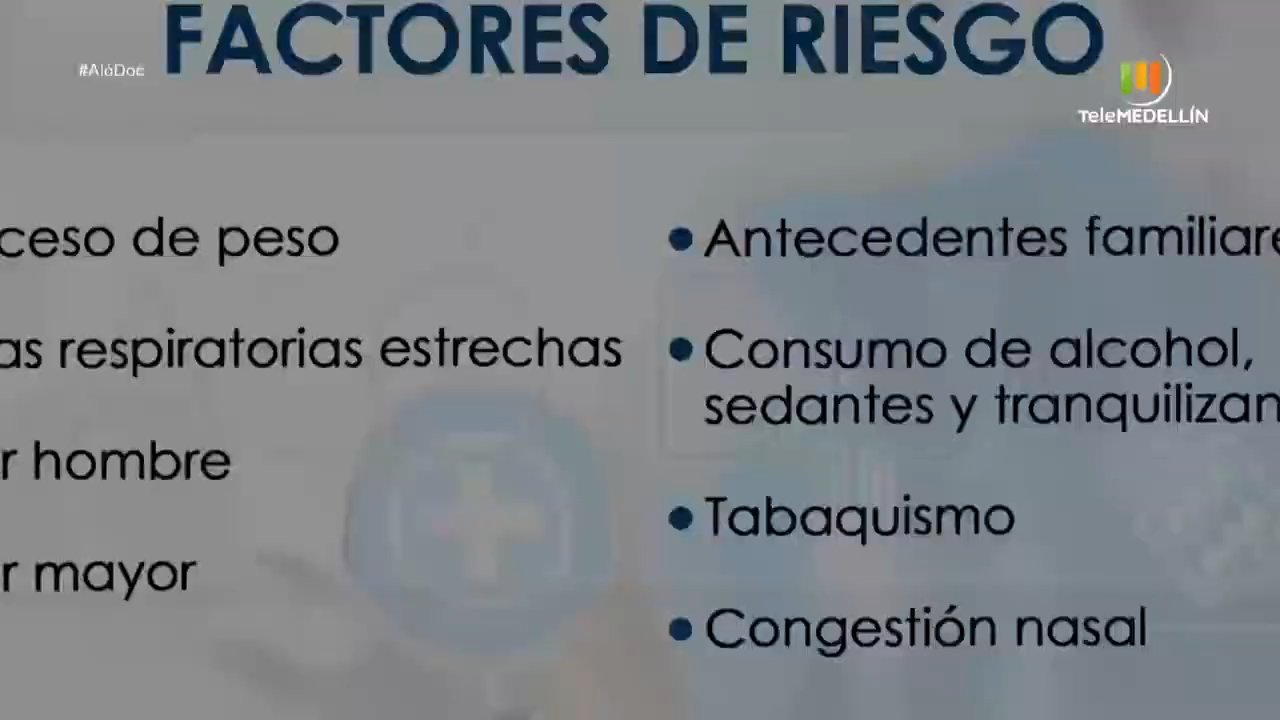 FACTORES DE RIESGO
#AlóDoc
TeleMEDELLÍN
ceso de peso
as respiratorias estrechas
r hombre
r mayor
Antecedentes familiare
Consumo de alcohol,
sedantes y tranquilizan
Tabaquismo
Congestión nasal